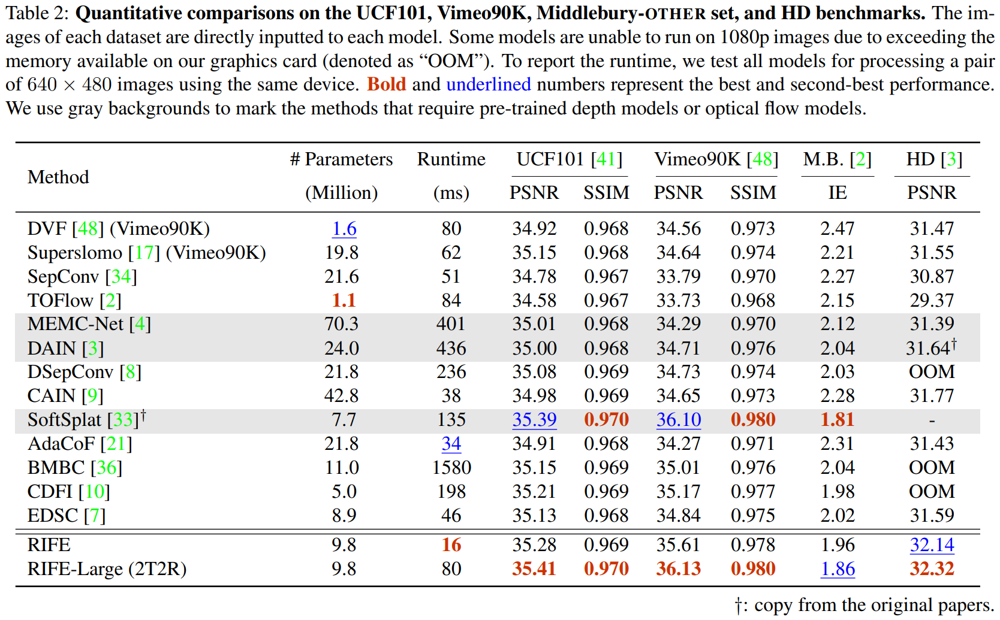 Table 2: Quantitative comparisons on the UCF101, Vimeo90K, Middlebury-OTHER set, and HD benchmarks. The im-
ages of each dataset are directly inputted to each model. Some models are unable to run on 1080p images due to exceeding the
memory available on our graphics card (denoted as “OOM”). To report the runtime, we test all models for processing a pair
of 640 × 480 images using the same device. Bold and underlined numbers represent the best and second-best performance.
We use gray backgrounds to mark the methods that require pre-trained depth models or optical flow models.
Method # Parameters Runtime UCF101 [41] Vimeo90K [48] M.B. [2] HD [3]
(Million) (ms) PSNR SSIM PSNR SSIM IE PSNR
DVF [48] (Vimeo90K) 1.6 80 34.92 0.968 34.56 0.973 2.47 31.47
Superslomo [17] (Vimeo90K) 19.8 62 35.15 0.968 34.64 0.974 2.21 31.55
SepConv [34] 21.6 51 34.78 0.967 33.79 0.970 2.27 30.87
TOFlow [2] 1.1 84 34.58 0.967 33.73 0.968 2.15 29.37
MEMC-Net [4] 70.3 401 35.01 0.968 34.29 0.970 2.12 31.39
DAIN [3] 24.0 436 35.00 0.968 34.71 0.976 2.04 31.64†
DSepConv [8] 21.8 236 35.08 0.969 34.73 0.974 2.03 OOM
CAIN [9] 42.8 38 34.98 0.969 34.65 0.973 2.28 31.77
SoftSplat [33]† 7.7 135 35.39 0.970 36.10 0.980 1.81 -
AdaCoF [21] 21.8 34 34.91 0.968 34.27 0.971 2.31 31.43
BMBC [36] 11.0 1580 35.15 0.969 35.01 0.976 2.04 OOM
CDFI [10] 5.0 198 35.21 0.969 35.17 0.977 1.98 OOM
EDSC [7] 8.9 46 35.13 0.968 34.84 0.975 2.02 31.59
RIFE 9.8 16 35.28 0.969 35.61 0.978 1.96 32.14
RIFE-Large (2T2R) 9.8 80 35.41 0.970 36.13 0.980 1.86 32.32
†: copy from the original papers.